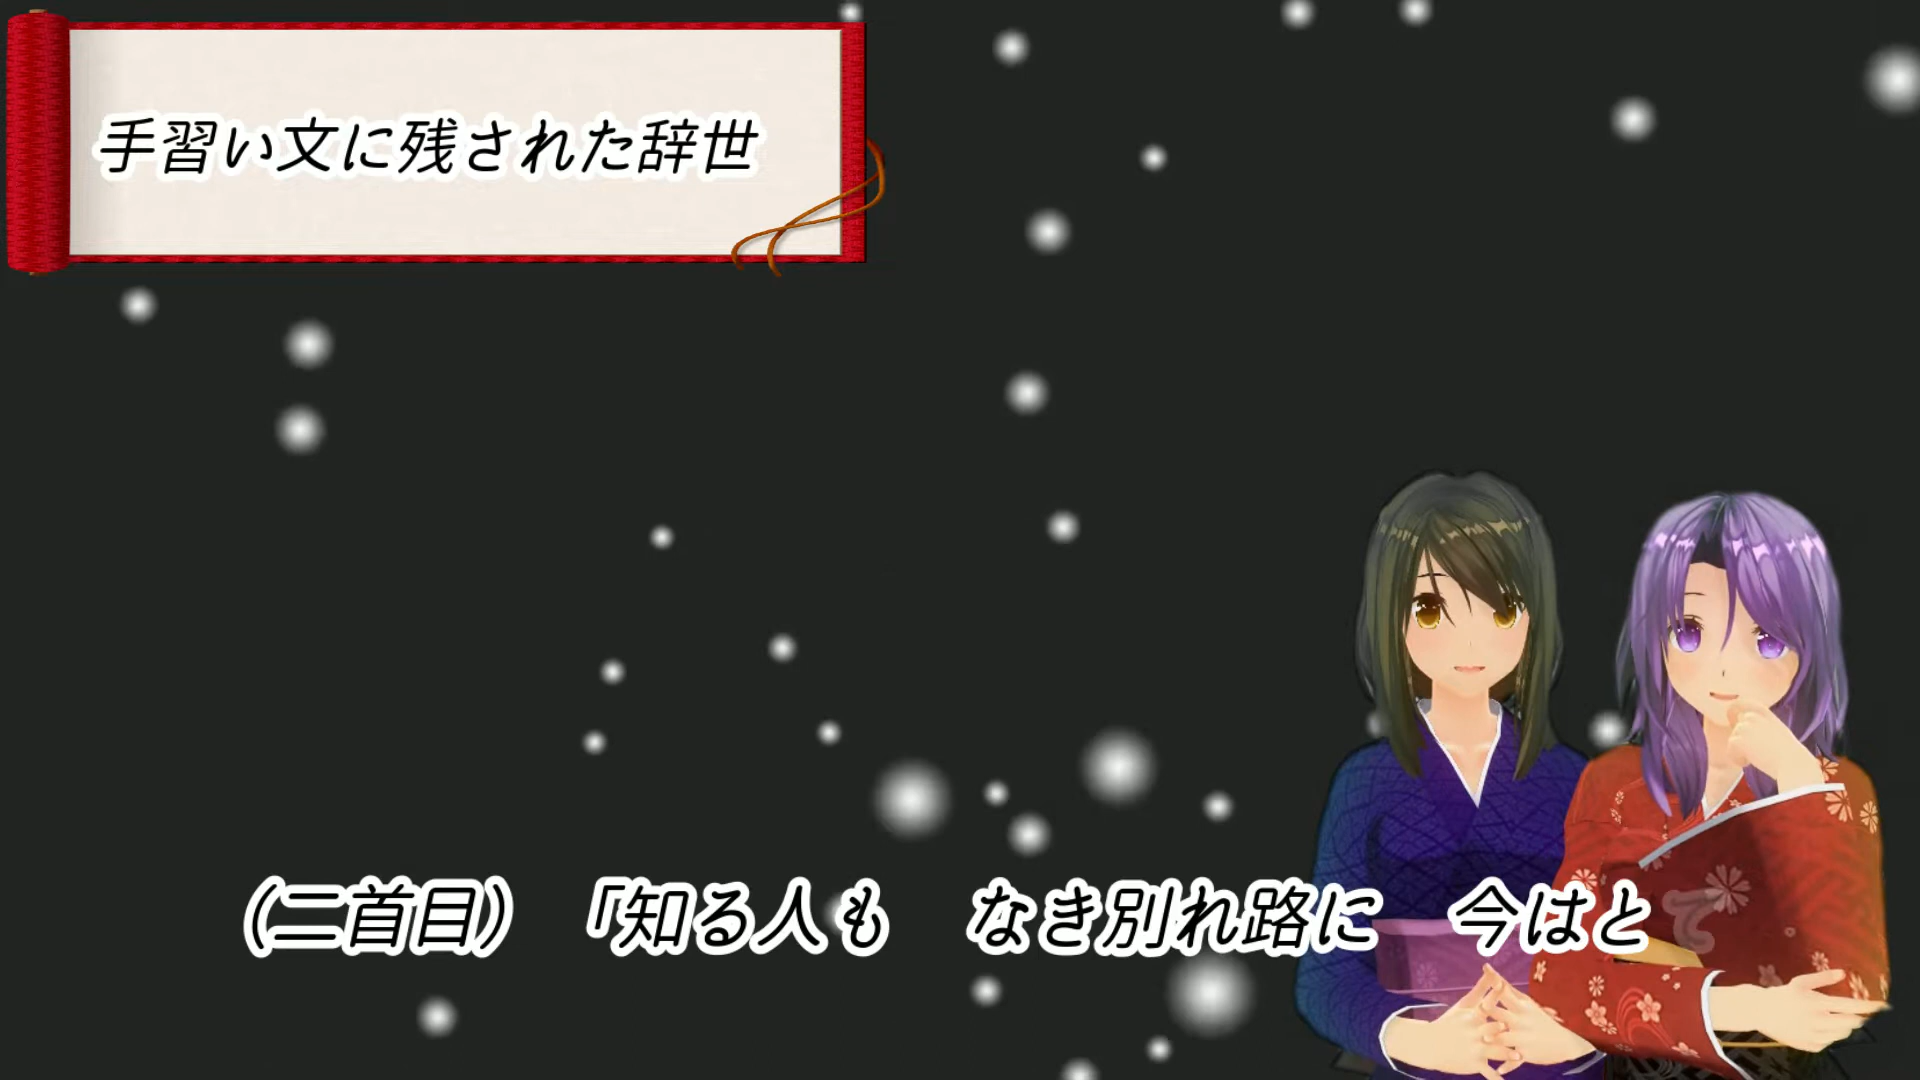 手習い文に残された辞世
（二首目）　「知る人も　なき別れ路に　今はと
て